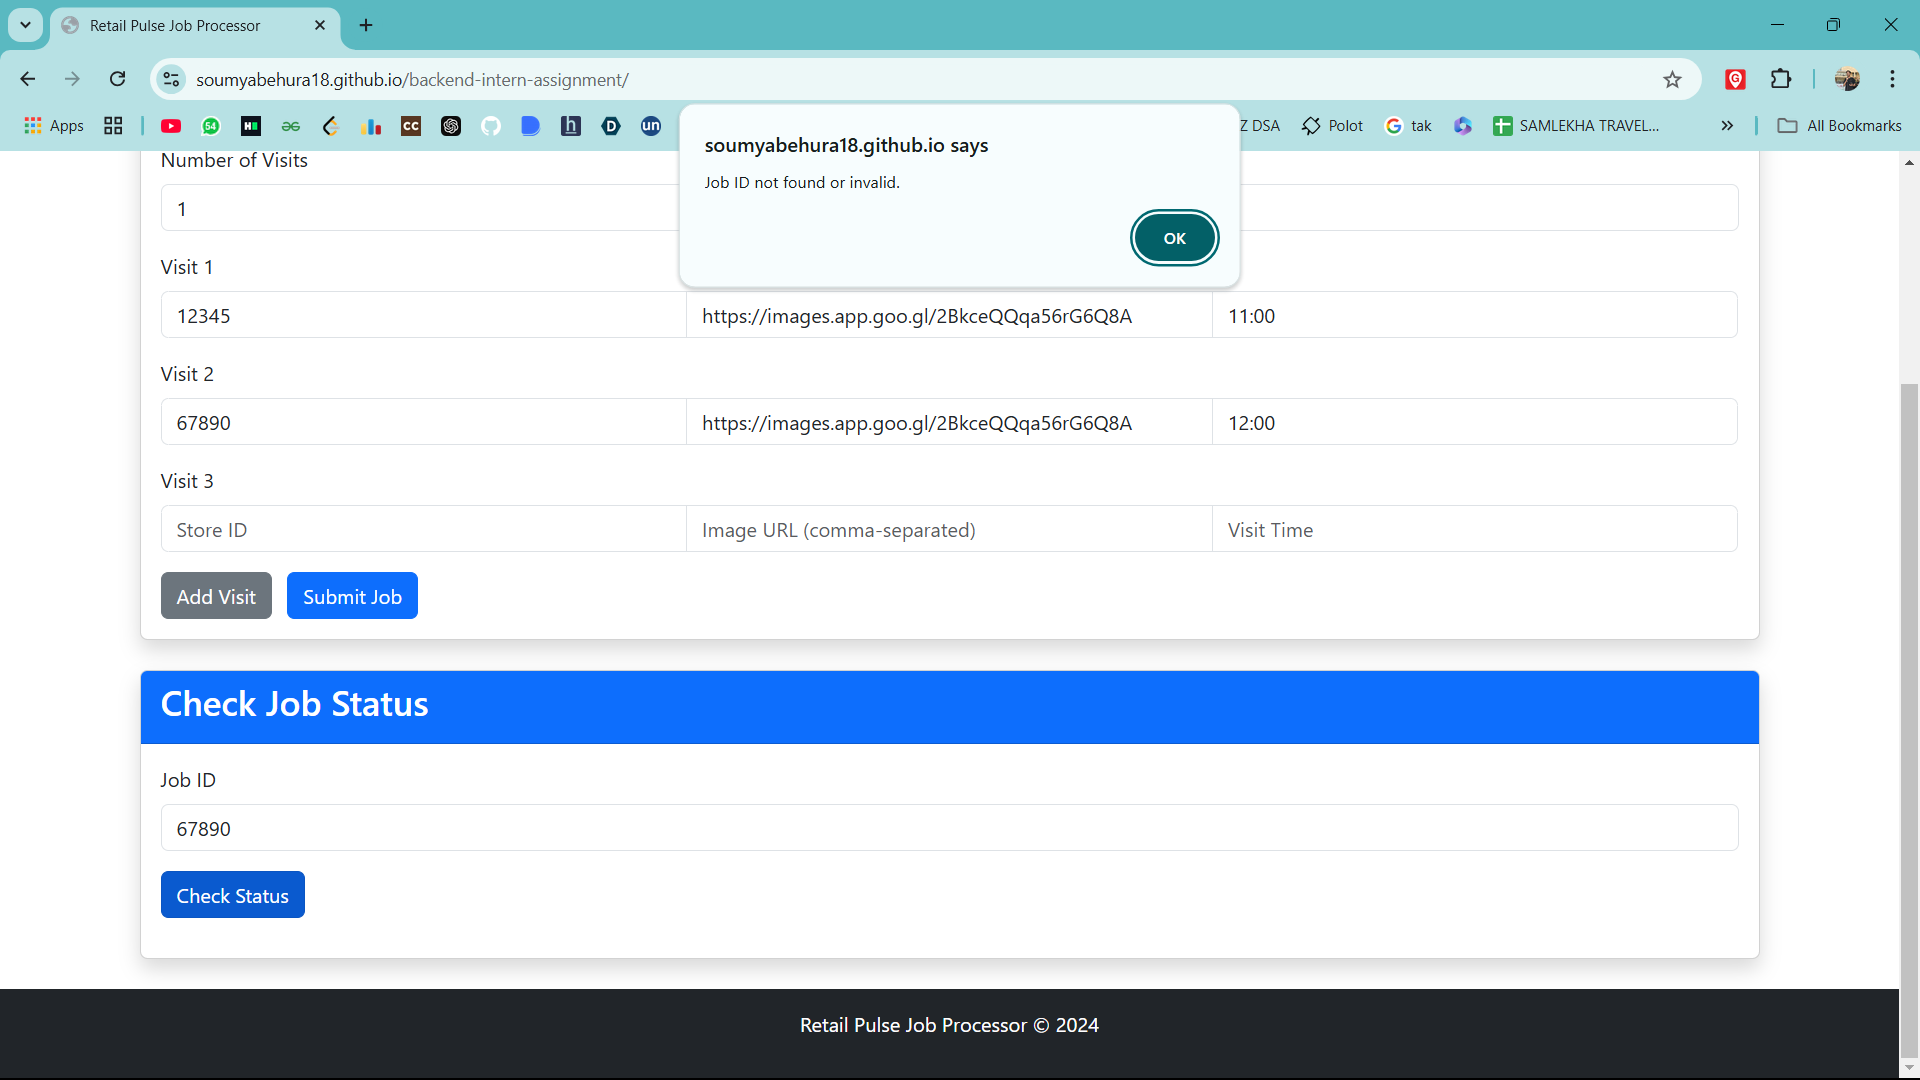 Retail Pulse Job Processor
soumyabehura18.github.io/backend-intern-assignment/
Apps
54
CC
h
D
un
Z DSA
Polot
tak
SAMLEKHA TRAVEL...
All Bookmarks
soumyabehura18.github.io says
Job ID not found or invalid.
OK
Number of Visits
1
Visit 1
12345 https://images.app.goo.gl/2BkceQQqa56rG6Q8A 11:00
Visit 2
67890 https://images.app.goo.gl/2BkceQQqa56rG6Q8A 12:00
Visit 3
Store ID Image URL (comma-separated) Visit Time
Add Visit Submit Job
Check Job Status
Job ID
67890
Check Status
Retail Pulse Job Processor © 2024